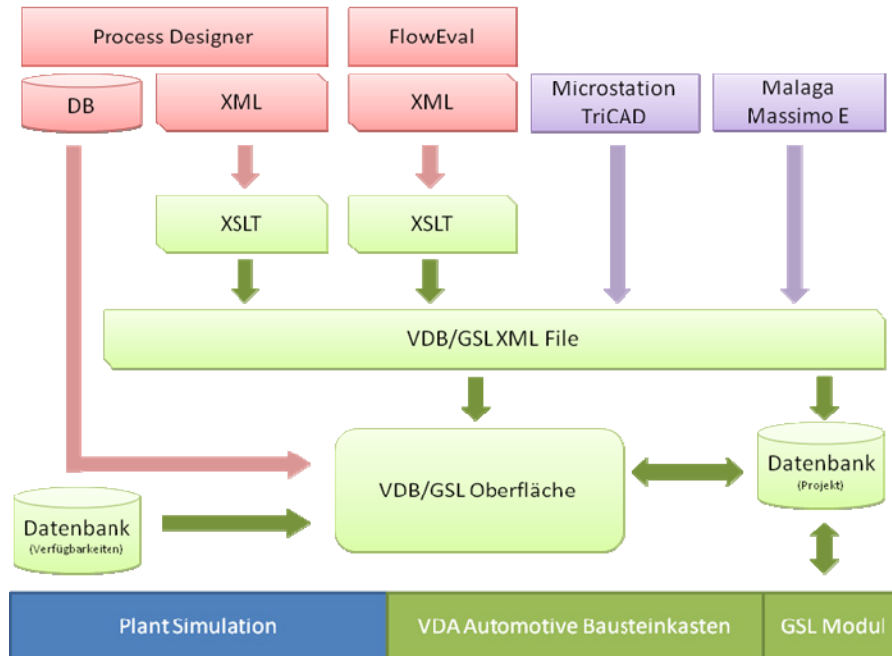 Process Designer
FlowEval
DB
XML
XML
Microstation
TriCAD
Malaga
Massimo E
XSLT
XSLT
VDB/GSL XML File
VDB/GSL Oberfläche
Datenbank
(Projekt)
Datenbank
(Verfügbarkeiten)
Plant Simulation
VDA Automotive Bausteinkasten
GSL Modul